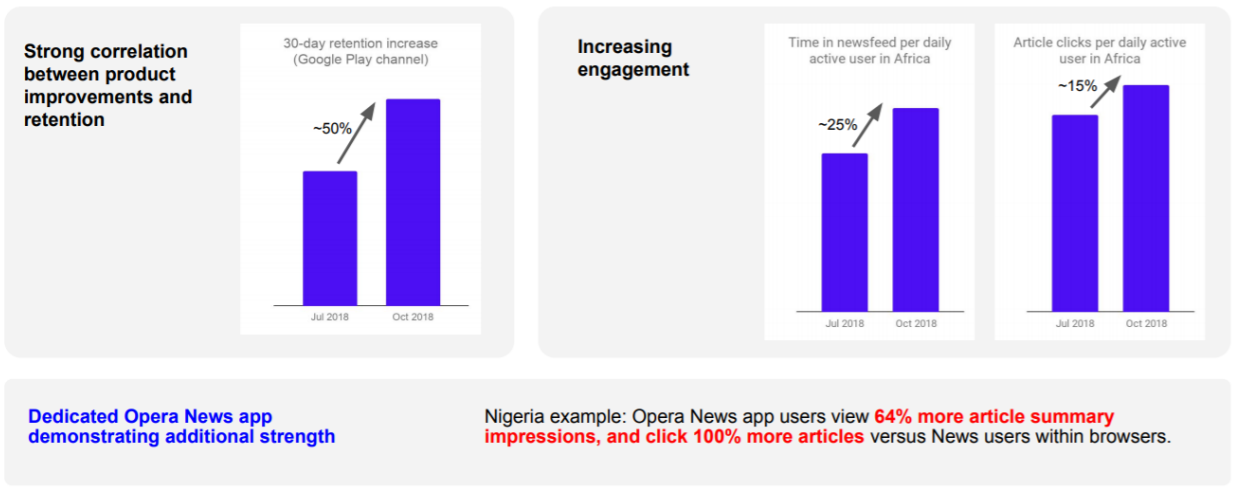 Strong correlation
between product
improvements and
retention
30-day retention increase
(Google Play channel)
~50%
Jul 2018
Oct 2018
Increasing
engagement
Time in newsfeed per daily
active user in Africa
~25%
Jul 2018
Oct 2018
Article clicks per daily active
user in Africa
~15%
Jul 2018
Oct 2018
Dedicated Opera News app
demonstrating additional strength
Nigeria example: Opera News app users view 64% more article summary
impressions, and click 100% more articles versus News users within browsers.